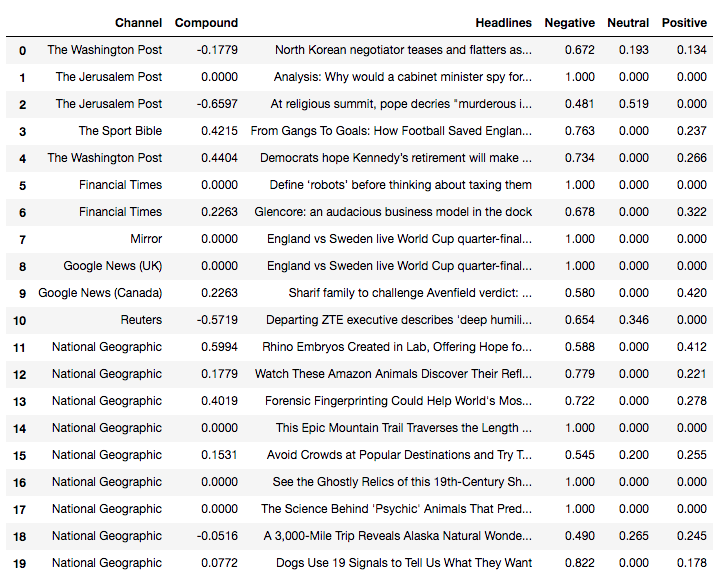 Channel Compound Headlines Negative Neutral Positive
0 The Washington Post -0.1779 North Korean negotiator teases and flatters as... 0.672 0.193 0.134
1 The Jerusalem Post 0.0000 Analysis: Why would a cabinet minister spy for... 1.000 0.000 0.000
2 The Jerusalem Post -0.6597 At religious summit, pope decries "murderous i... 0.481 0.519 0.000
3 The Sport Bible 0.4215 From Gangs To Goals: How Football Saved Englan... 0.763 0.000 0.237
4 The Washington Post 0.4404 Democrats hope Kennedy’s retirement will make ... 0.734 0.000 0.266
5 Financial Times 0.0000 Define ‘robots’ before thinking about taxing them 1.000 0.000 0.000
6 Financial Times 0.2263 Glencore: an audacious business model in the dock 0.678 0.000 0.322
7 Mirror 0.0000 England vs Sweden live World Cup quarter-final... 1.000 0.000 0.000
8 Google News (UK) 0.0000 England vs Sweden live World Cup quarter-final... 1.000 0.000 0.000
9 Google News (Canada) 0.2263 Sharif family to challenge Avenfield verdict: ... 0.580 0.000 0.420
10 Reuters -0.5719 Departing ZTE executive describes 'deep humili... 0.654 0.346 0.000
11 National Geographic 0.5994 Rhino Embryos Created in Lab, Offering Hope fo... 0.588 0.000 0.412
12 National Geographic 0.1779 Watch These Amazon Animals Discover Their Refl... 0.779 0.000 0.221
13 National Geographic 0.4019 Forensic Fingerprinting Could Help World's Mos... 0.722 0.000 0.278
14 National Geographic 0.0000 This Epic Mountain Trail Traverses the Length ... 1.000 0.000 0.000
15 National Geographic 0.1531 Avoid Crowds at Popular Destinations and Try T... 0.545 0.200 0.255
16 National Geographic 0.0000 See the Ghostly Relics of this 19th-Century Sh... 1.000 0.000 0.000
17 National Geographic 0.0000 The Science Behind 'Psychic' Animals That Pred... 1.000 0.000 0.000
18 National Geographic -0.0516 A 3,000-Mile Trip Reveals Alaska Natural Wonde... 0.490 0.265 0.245
19 National Geographic 0.0772 Dogs Use 19 Signals to Tell Us What They Want 0.822 0.000 0.178